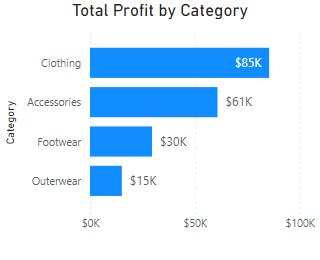 Total Profit by Category
Category
Clothing $85K
Accessories $61K
Footwear $30K
Outerwear $15K
$0K $50K $100K